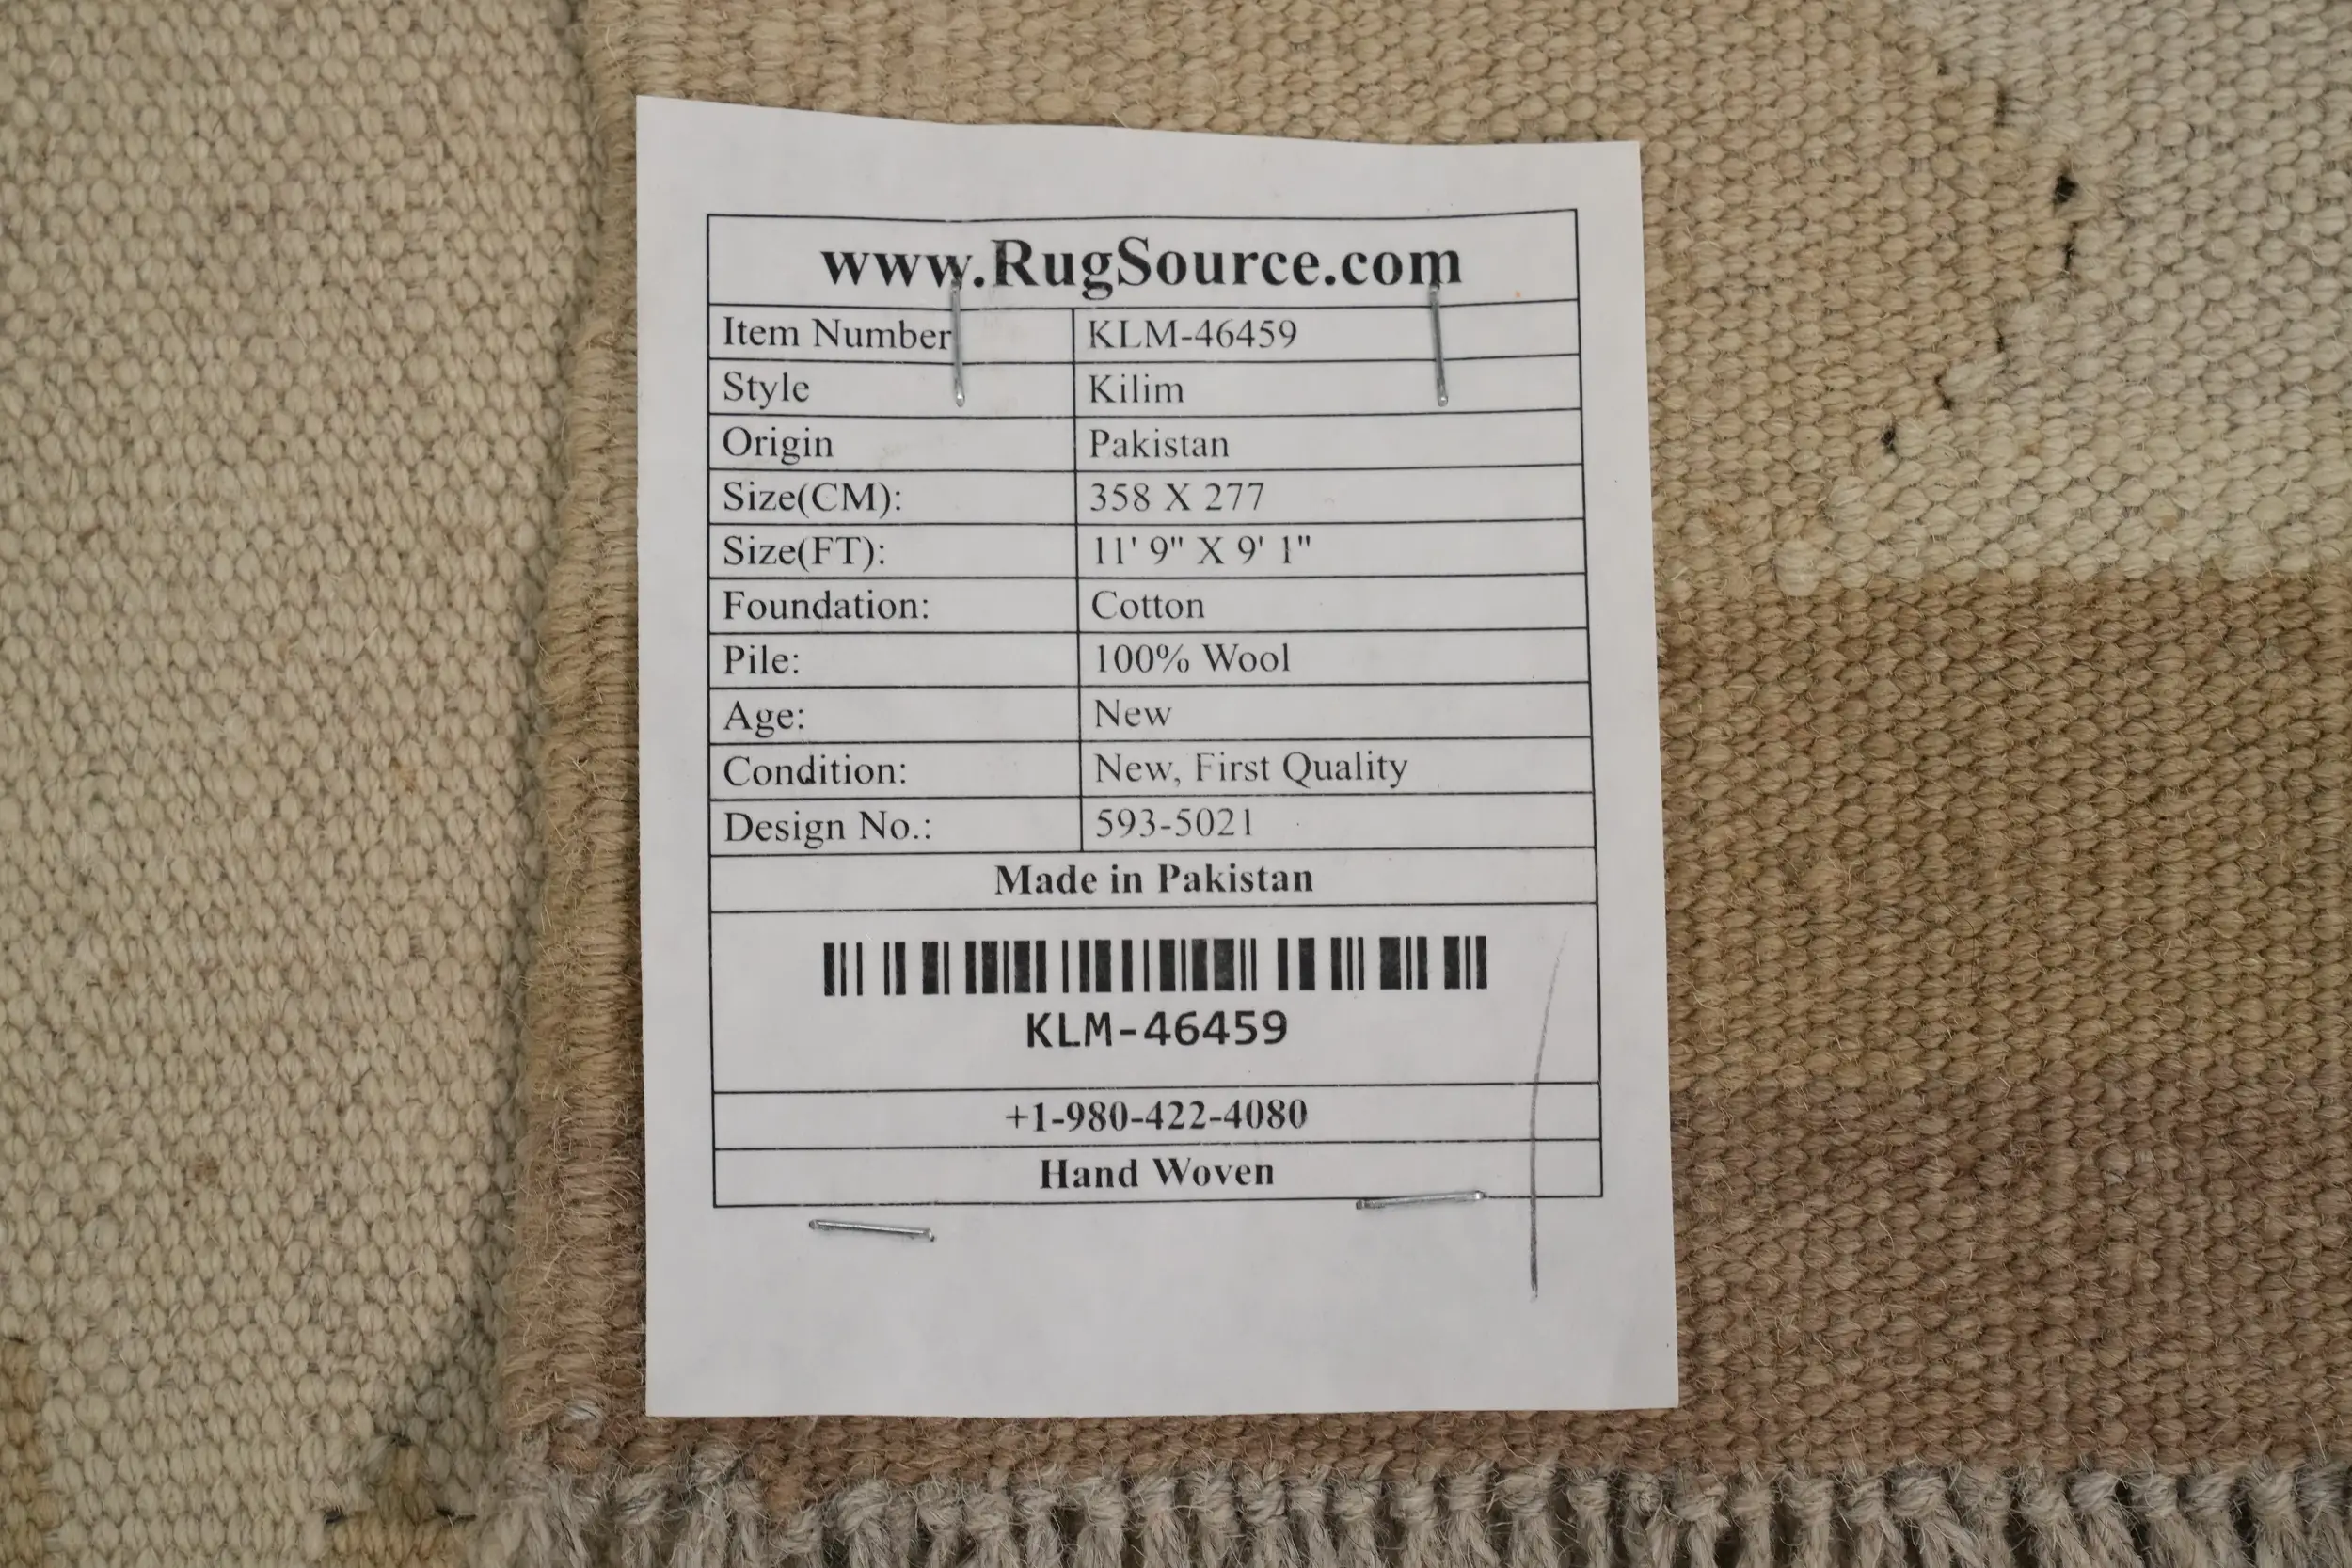 www.RugSource.com
Item Number KLM-46459
Style Kilim
Origin Pakistan
Size(CM): 358 X 277
Size(FT): 11' 9" X 9' 1"
Foundation: Cotton
Pile: 100% Wool
Age: New
Condition: New, First Quality
Design No.: 593-5021
Made in Pakistan
KLM-46459
+1-980-422-4080
Hand Woven